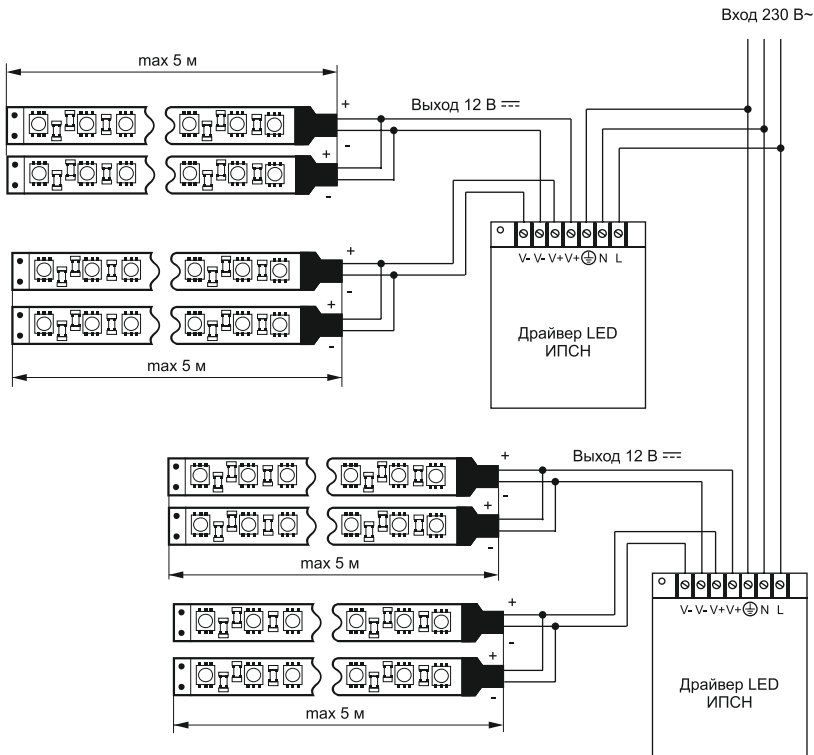 Вход 230 В~
max 5 м
Выход 12 В
+
-
+
-
+
-
+
-
V- V- V+ V+ N L
Драйвер LED
ИПСН
max 5 м
Выход 12 В
+
-
+
-
max 5 м
+
-
+
-
V- V- V+ V+ N L
Драйвер LED
ИПСН
max 5 м